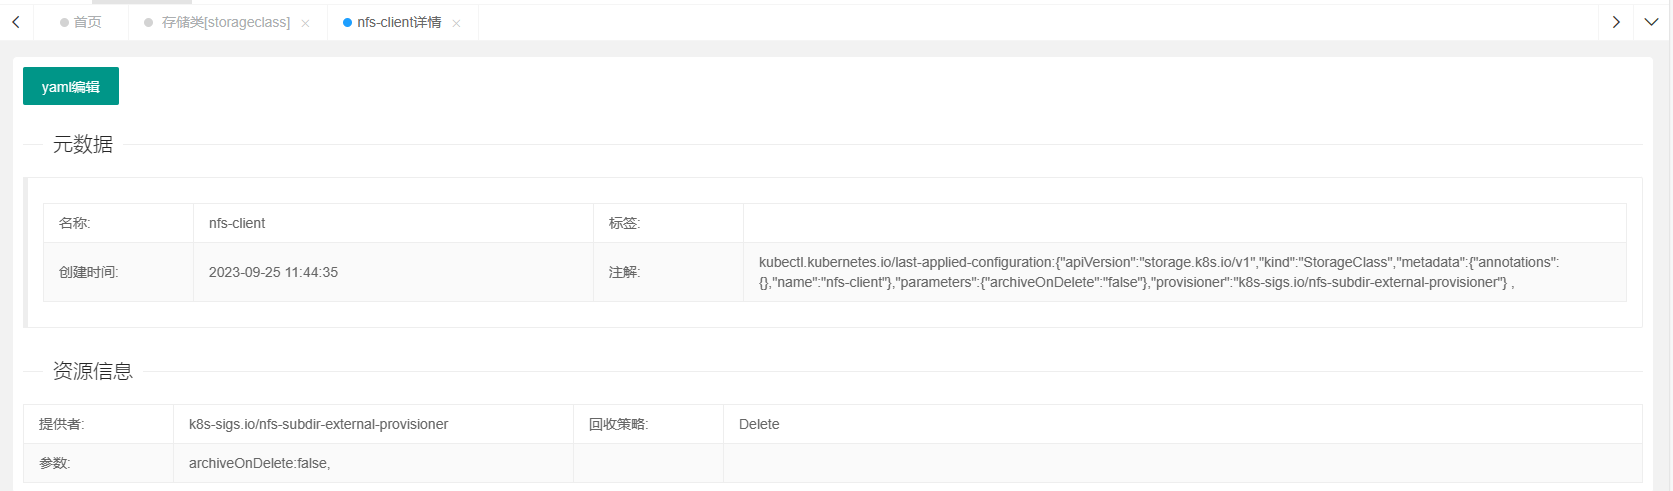 首页
存储类[storageclass] ×
nfs-client详情 ×
yaml编辑
元数据
名称: nfs-client 标签:
创建时间: 2023-09-25 11:44:35 注解: kubectl.kubernetes.io/last-applied-configuration:{"apiVersion":"storage.k8s.io/v1","kind":"StorageClass","metadata":{"annotations":
{},"name":"nfs-client"},"parameters":{"archiveOnDelete":"false"},"provisioner":"k8s-sigs.io/nfs-subdir-external-provisioner"} ,
资源信息
提供者: k8s-sigs.io/nfs-subdir-external-provisioner 回收策略: Delete
参数: archiveOnDelete:false,